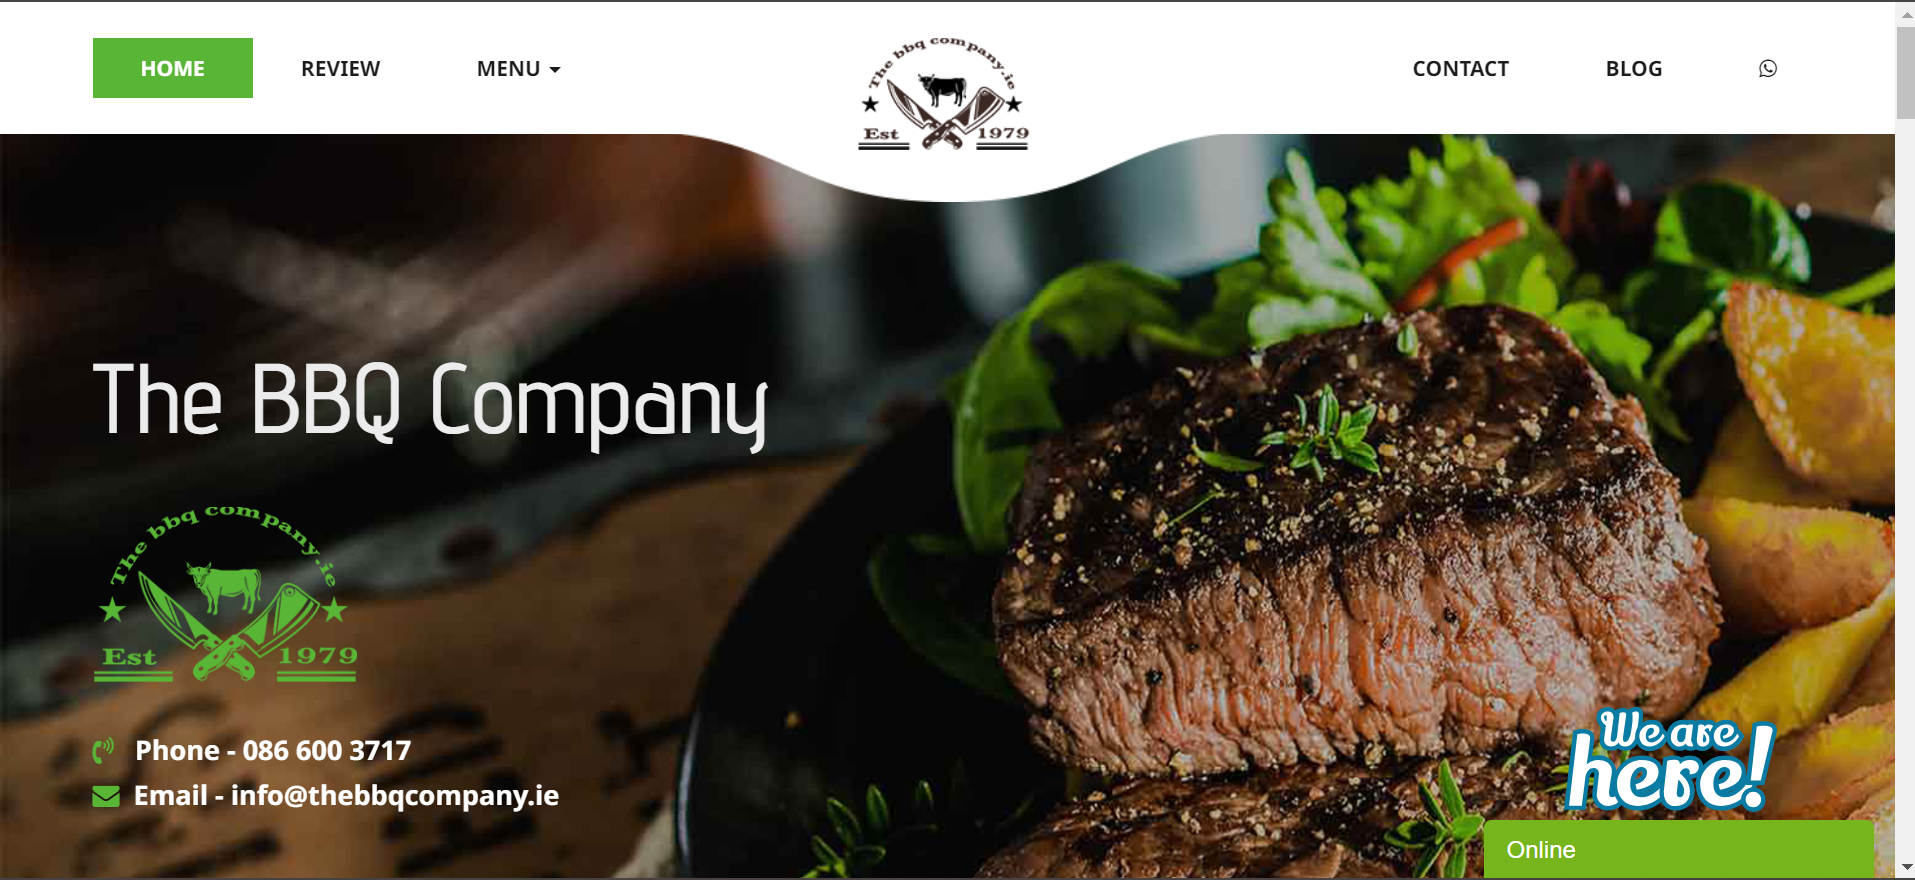 HOME
REVIEW
MENU
The bbq company.ie
Est 1979
CONTACT
BLOG
The BBQ Company
The bbq company.ie
Est 1979
Phone - 086 600 3717
Email - info@thebbqcompany.ie
We are
here!
Online